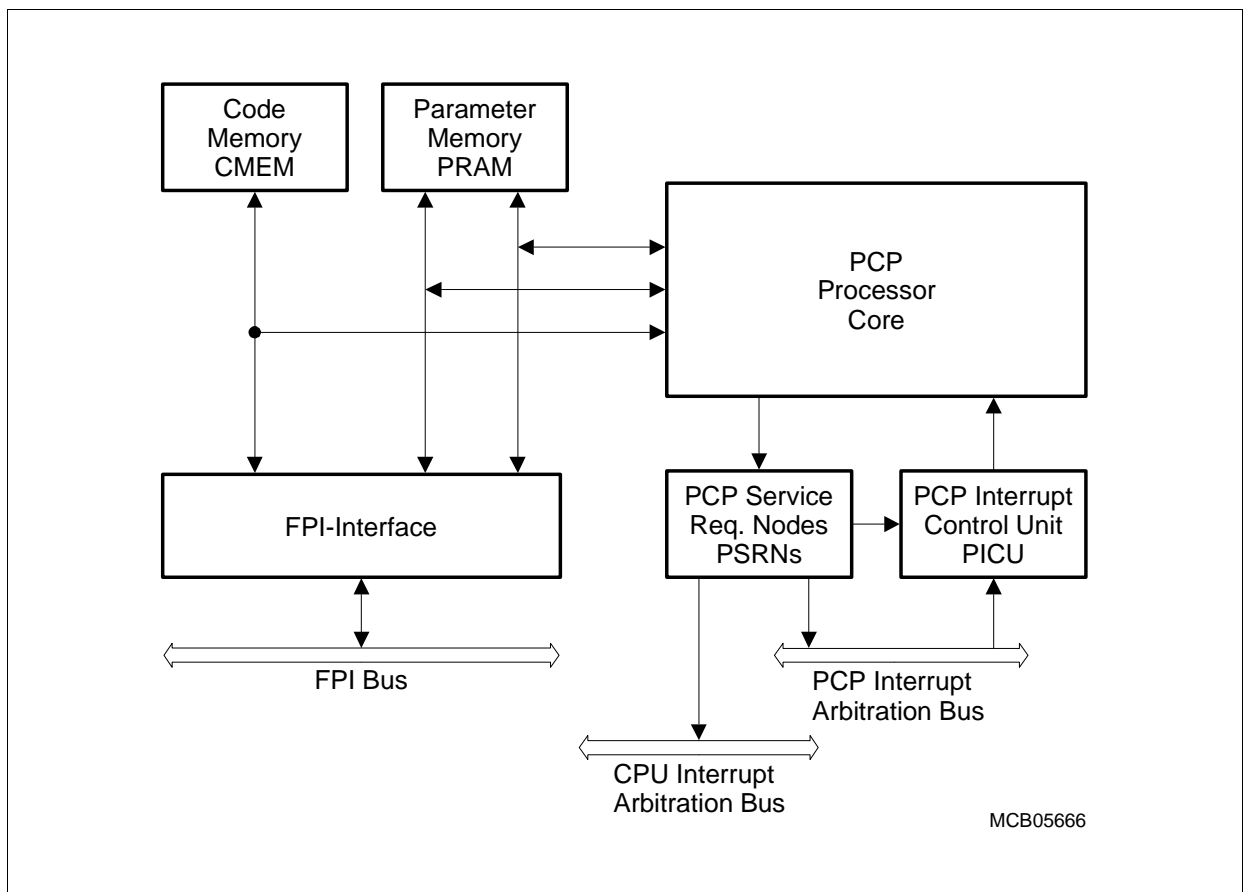 Code
Memory
CMEM
Parameter
Memory
PRAM
PCP
Processor
Core
FPI-Interface
PCP Service
Req. Nodes
PSRNs
PCP Interrupt
Control Unit
PICU
FPI Bus
PCP Interrupt
Arbitration Bus
CPU Interrupt
Arbitration Bus
MCB05666